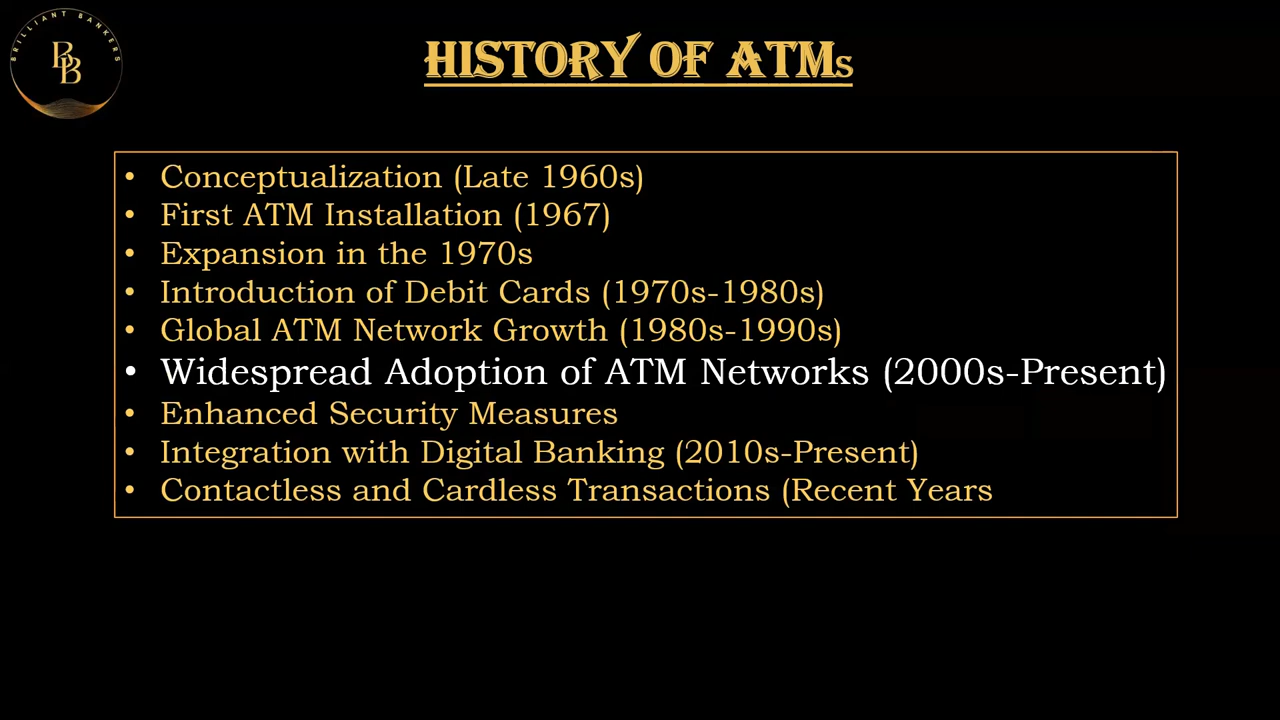 BRILLIANT BANKERS
BB
HISTORY OF ATMs
• Conceptualization (Late 1960s)
• First ATM Installation (1967)
• Expansion in the 1970s
• Introduction of Debit Cards (1970s-1980s)
• Global ATM Network Growth (1980s-1990s)
• Widespread Adoption of ATM Networks (2000s-Present)
• Enhanced Security Measures
• Integration with Digital Banking (2010s-Present)
• Contactless and Cardless Transactions (Recent Years